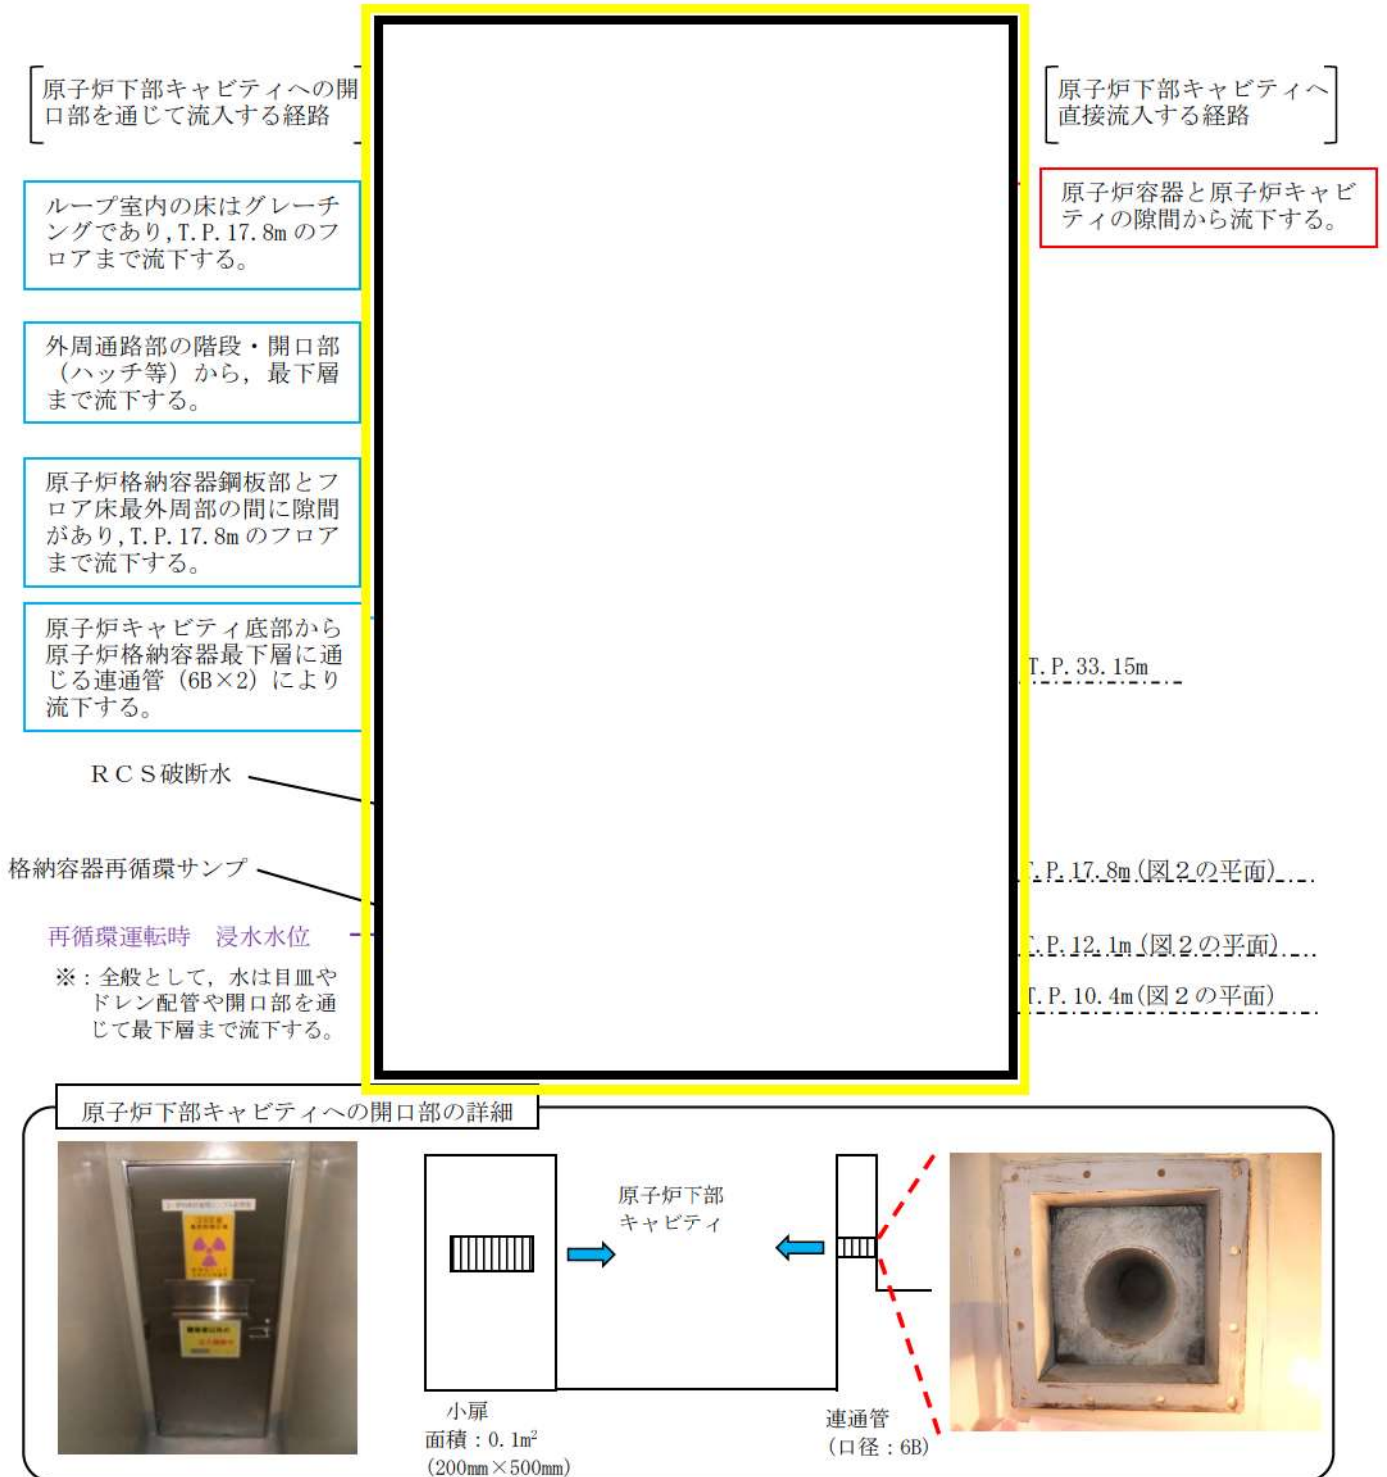 原子炉下部キャビティへの開
口部を通じて流入する経路
原子炉下部キャビティへ
直接流入する経路
ループ室内の床はグレーチ
ングであり,T.P.17.8mのフ
ロアまで流下する。
原子炉容器と原子炉キャビ
ティの隙間から流下する。
外周通路部の階段・開口部
(ハッチ等)から,最下層
まで流下する。
原子炉格納容器鋼板部とフ
ロア床最外周部の間に隙間
があり,T.P.17.8mのフロア
まで流下する。
原子炉キャビティ底部から
原子炉格納容器最下層に通
じる連通管(6B×2)により
流下する。
T.P.33.15m
RCS破断水
格納容器再循環サンプ
T.P.17.8m(図2の平面)
再循環運転時 浸水水位
T.P.12.1m(図2の平面)
※:全般として,水は目皿や
ドレン配管や開口部を通
じて最下層まで流下する。
T.P.10.4m(図2の平面)
原子炉下部キャビティへの開口部の詳細
原子炉下部
キャビティ
小扉
面積:0.1m²
(200mm×500mm)
連通管
(口径:6B)